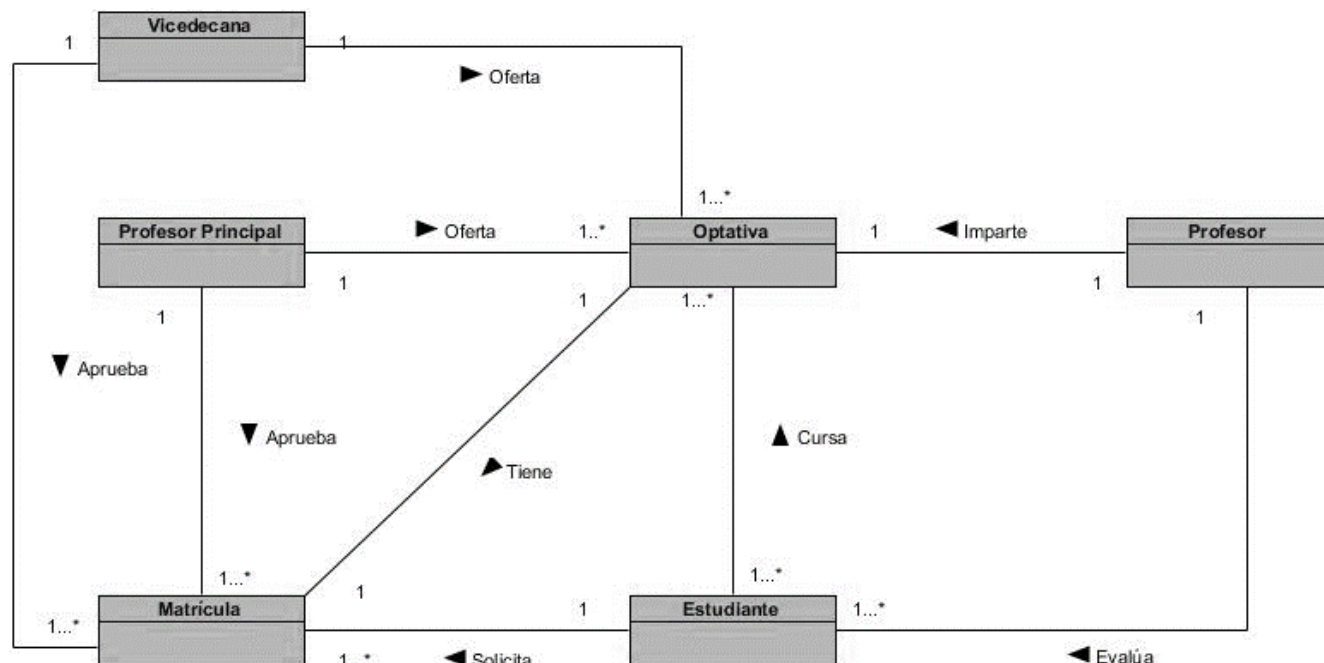 Vicedecana
1
1
Oferta
1...*
Profesor Principal
Oferta
1..*
Optativa
1
Imparte
Profesor
1
1
1...*
1
1
1
Aprueba
Aprueba
Cursa
Tiene
1...*
1
1...*
Matrícula
1
Estudiante
1...*
1...*
1...*
Solicita
Evalúa